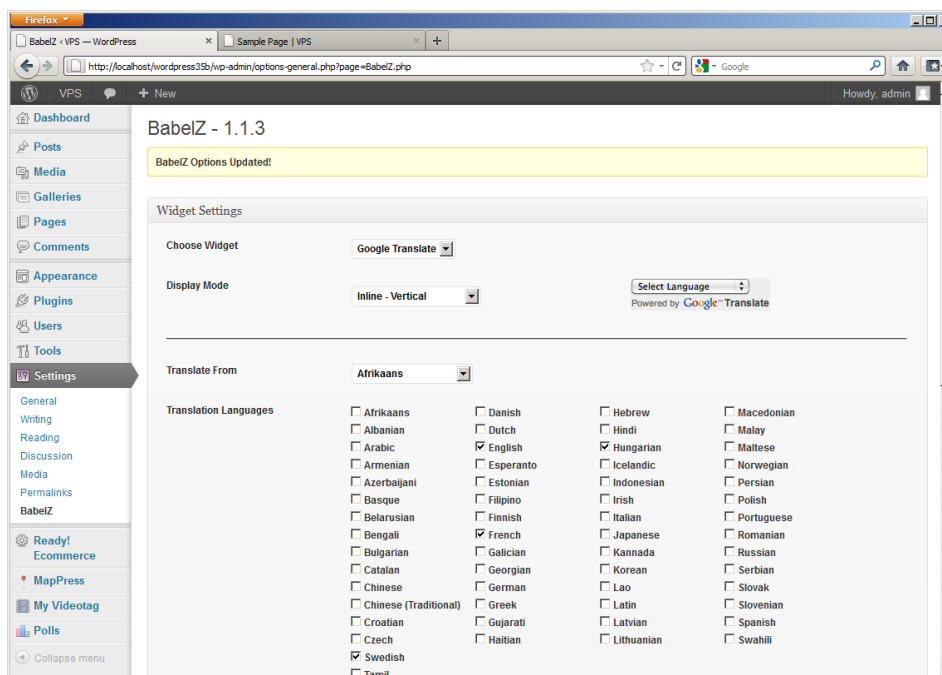 Firefox
BabelZ ‹ VPS — WordPress
Sample Page | VPS
http://localhost/wordpress35b/wp-admin/options-general.php?page=BabelZ.php
Google
VPS
New
Howdy, admin
Dashboard
Posts
Media
Galleries
Pages
Comments
Appearance
Plugins
Users
Tools
Settings
General
Writing
Reading
Discussion
Media
Permalinks
BabelZ
Ready!
Ecommerce
MapPress
My Videotag
Polls
Collapse menu
BabelZ - 1.1.3
BabelZ Options Updated!
Widget Settings
Choose Widget
Google Translate
Display Mode
Inline - Vertical
Select Language
Powered by Google™ Translate
Translate From
Afrikaans
Translation Languages
Afrikaans Danish Hebrew Macedonian
Albanian Dutch Hindi Malay
Arabic English Hungarian Maltese
Armenian Esperanto Icelandic Norwegian
Azerbaijani Estonian Indonesian Persian
Basque Filipino Irish Polish
Belarusian Finnish Italian Portuguese
Bengali French Japanese Romanian
Bulgarian Galician Kannada Russian
Catalan Georgian Korean Serbian
Chinese German Lao Slovak
Chinese (Traditional) Greek Latin Slovenian
Croatian Gujarati Latvian Spanish
Czech Haitian Lithuanian Swahili
Swedish
Tamil